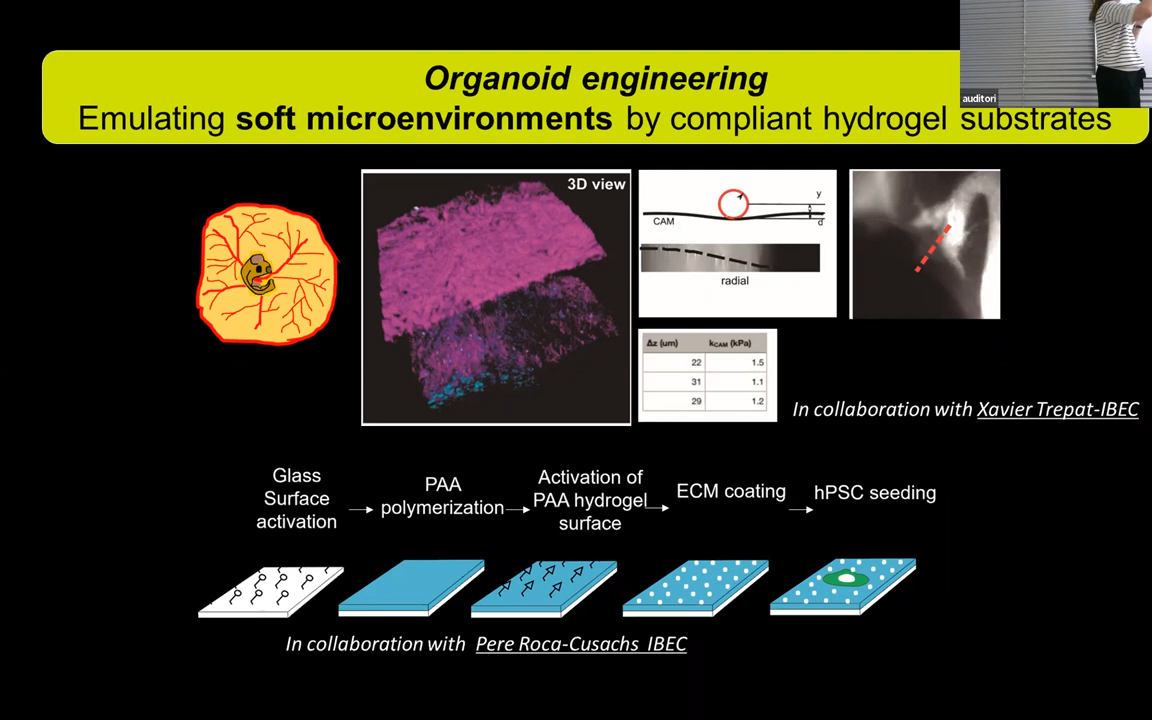 Organoid engineering
Emulating soft microenvironments by compliant hydrogel substrates
auditori
3D view
CAM
y
d
radial
Δz (um) kCAM (kPa)
22 1.5
31 1.1
29 1.2
In collaboration with Xavier Trepat-IBEC
Glass
Surface
activation
PAA
polymerization
Activation of
PAA hydrogel
surface
ECM coating
hPSC seeding
In collaboration with Pere Roca-Cusachs IBEC